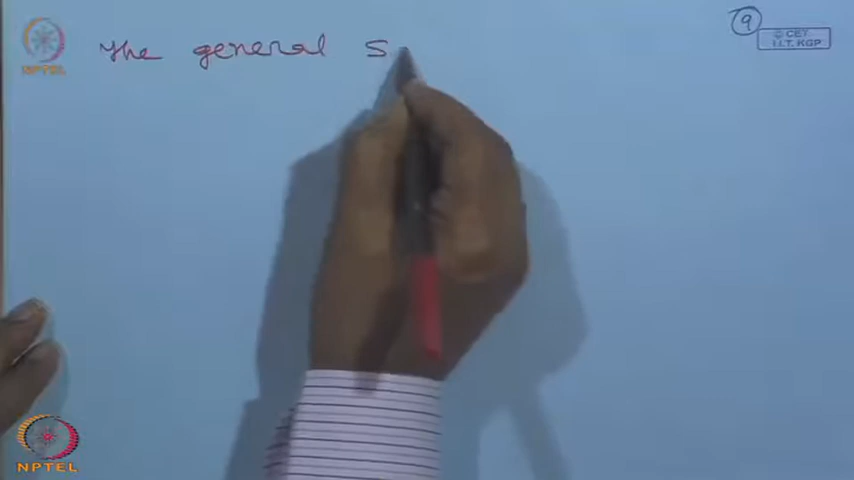 The general S
9
© CET
I.I.T. KGP
NPTEL
NPTEL